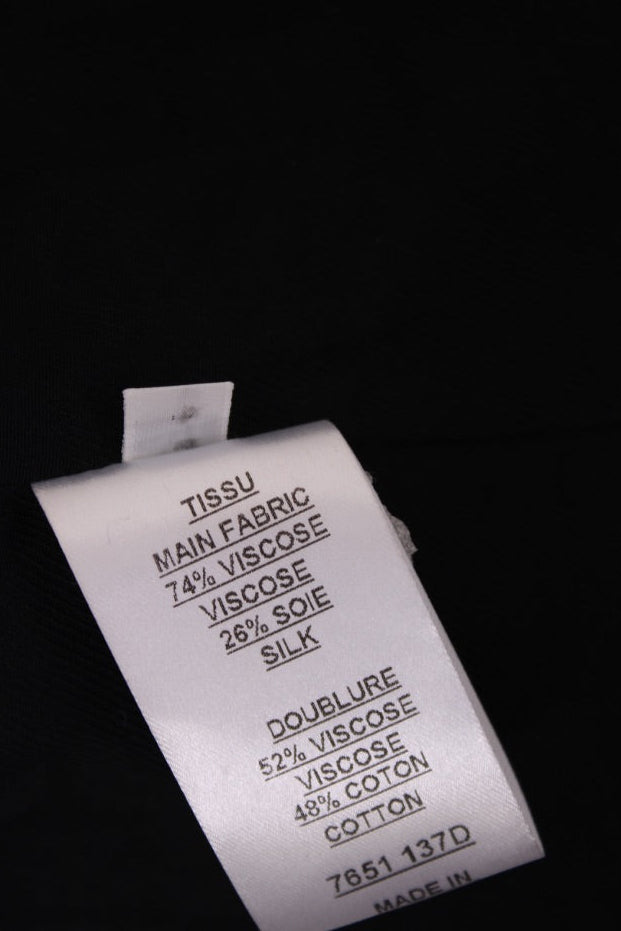 TISSU
MAIN FABRIC
74% VISCOSE
VISCOSE
26% SOIE
SILK
DOUBLURE
52% VISCOSE
VISCOSE
48% COTON
COTTON
7651 137D
MADE IN